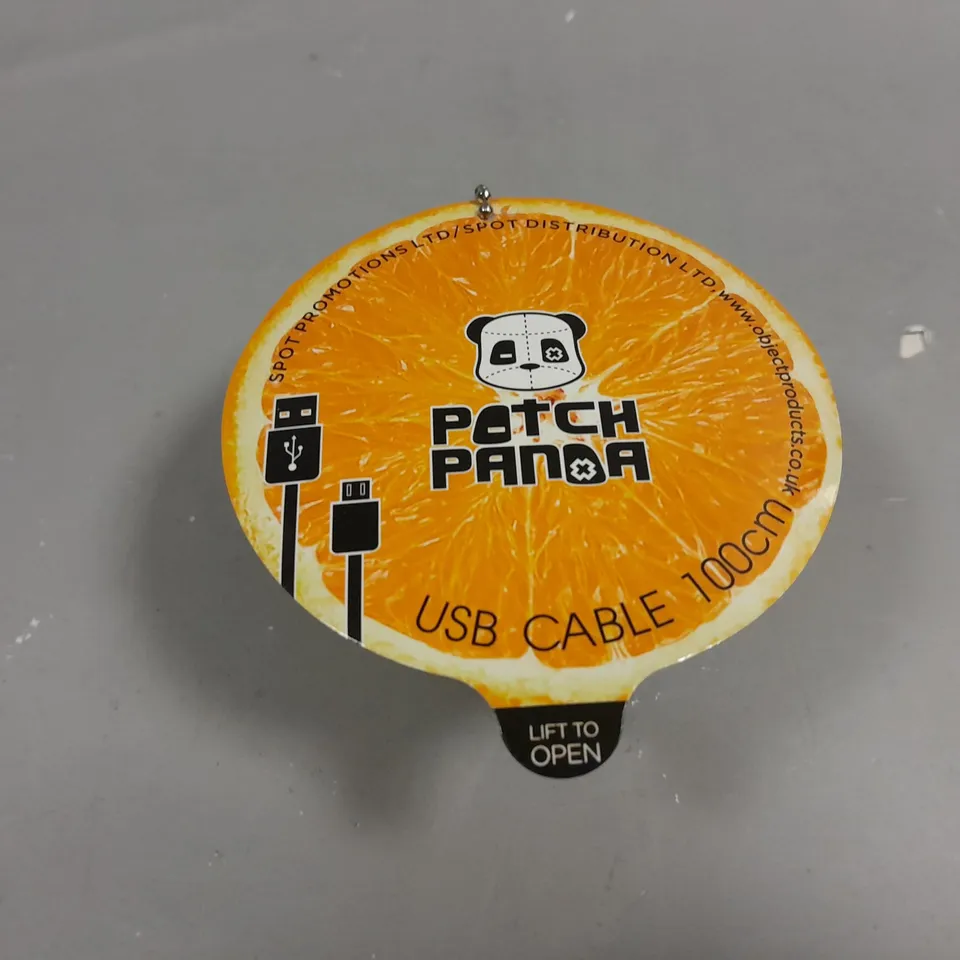 SPOT PROMOTIONS LTD/SPOT DISTRIBUTION LTD, www.objectproducts.co.uk
PATCH
PANDA
USB CABLE 100cm
LIFT TO
OPEN